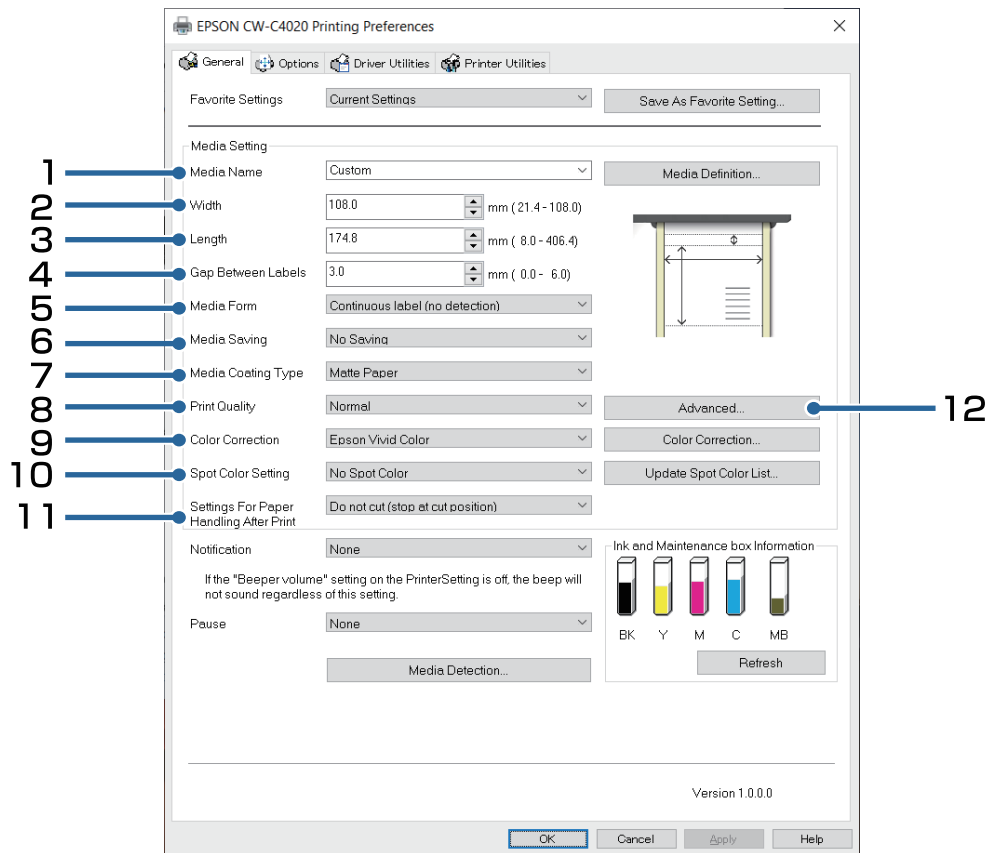 EPSON CW-C4020 Printing Preferences
General Options Driver Utilities Printer Utilities
Favorite Settings Current Settings Save As Favorite Setting...
Media Setting
1 Media Name Custom Media Definition...
2 Width 108.0 mm ( 21.4 - 108.0)
3 Length 174.8 mm ( 8.0 - 406.4)
4 Gap Between Labels 3.0 mm ( 0.0 - 6.0)
5 Media Form Continuous label (no detection)
6 Media Saving No Saving
7 Media Coating Type Matte Paper
8 Print Quality Normal Advanced... 12
9 Color Correction Epson Vivid Color Color Correction...
10 Spot Color Setting No Spot Color Update Spot Color List...
11 Settings For Paper Handling After Print Do not cut (stop at cut position)
Notification None
If the "Beeper volume" setting on the PrinterSetting is off, the beep will
not sound regardless of this setting.
Pause None
Media Detection...
Ink and Maintenance box Information
BK Y M C MB
Refresh
Version 1.0.0.0
OK Cancel Apply Help